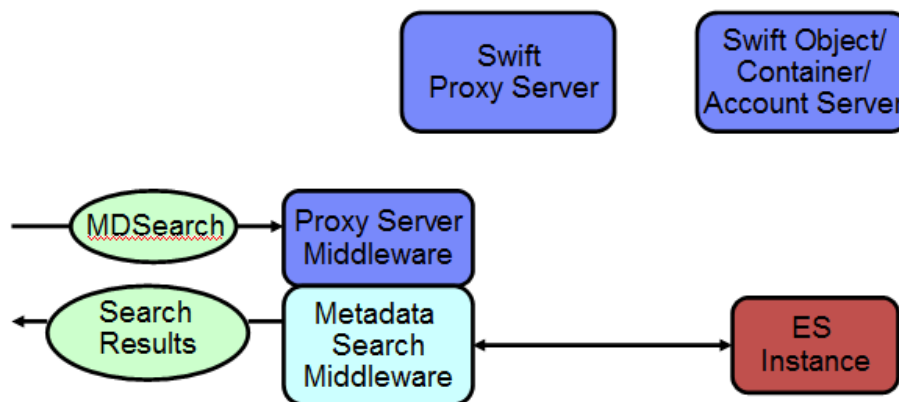 Swift
Proxy Server
Swift Object/
Container/
Account Server
MDSearch
Proxy Server
Middleware
Search
Results
Metadata
Search
Middleware
ES
Instance